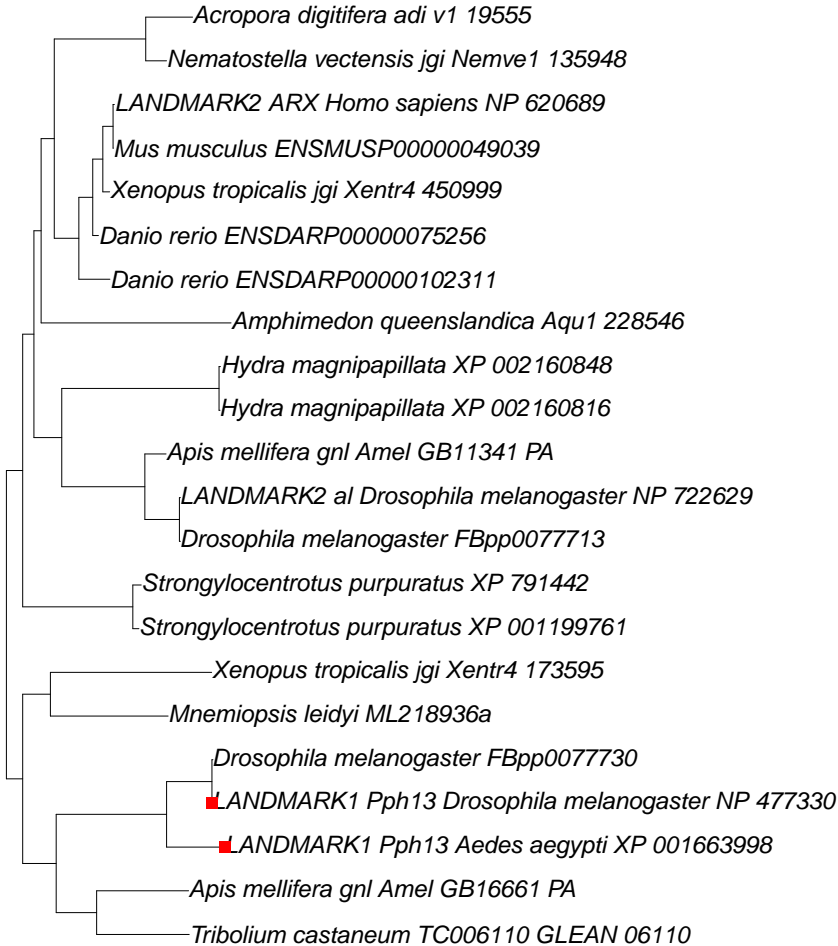 Acropora digitifera adi v1 19555
Nematostella vectensis jgi Nemve1 135948
LANDMARK2 ARX Homo sapiens NP 620689
Mus musculus ENSMUSP00000049039
Xenopus tropicalis jgi Xentr4 450999
Danio rerio ENSDARP00000075256
Danio rerio ENSDARP00000102311
Amphimedon queenslandica Aqu1 228546
Hydra magnipapillata XP 002160848
Hydra magnipapillata XP 002160816
Apis mellifera gnl Amel GB11341 PA
LANDMARK2 al Drosophila melanogaster NP 722629
Drosophila melanogaster FBpp0077713
Strongylocentrotus purpuratus XP 791442
Strongylocentrotus purpuratus XP 001199761
Xenopus tropicalis jgi Xentr4 173595
Mnemiopsis leidyi ML218936a
Drosophila melanogaster FBpp0077730
LANDMARK1 Pph13 Drosophila melanogaster NP 477330
LANDMARK1 Pph13 Aedes aegypti XP 001663998
Apis mellifera gnl Amel GB16661 PA
Tribolium castaneum TC006110 GLEAN 06110